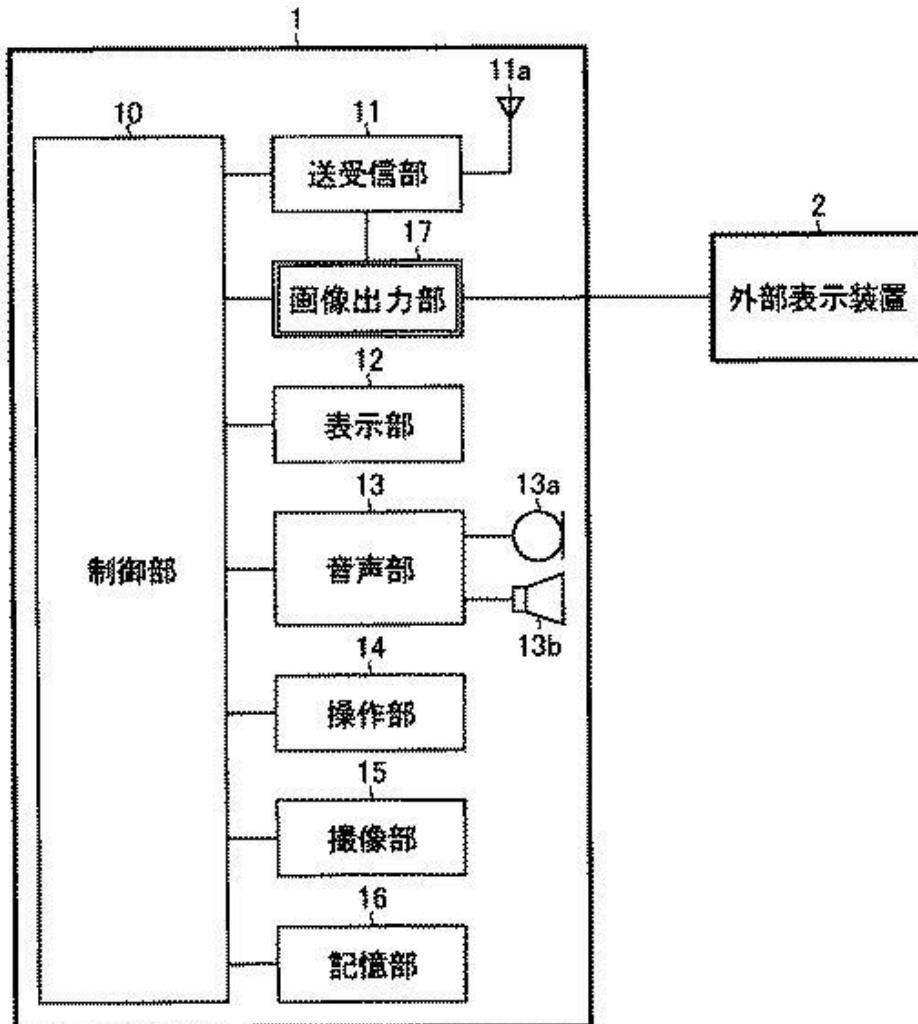 1
11a
10
11
送受信部
17
画像出力部
2
外部表示装置
12
表示部
13
音声部
13a
13b
制御部
14
操作部
15
撮像部
16
記憶部